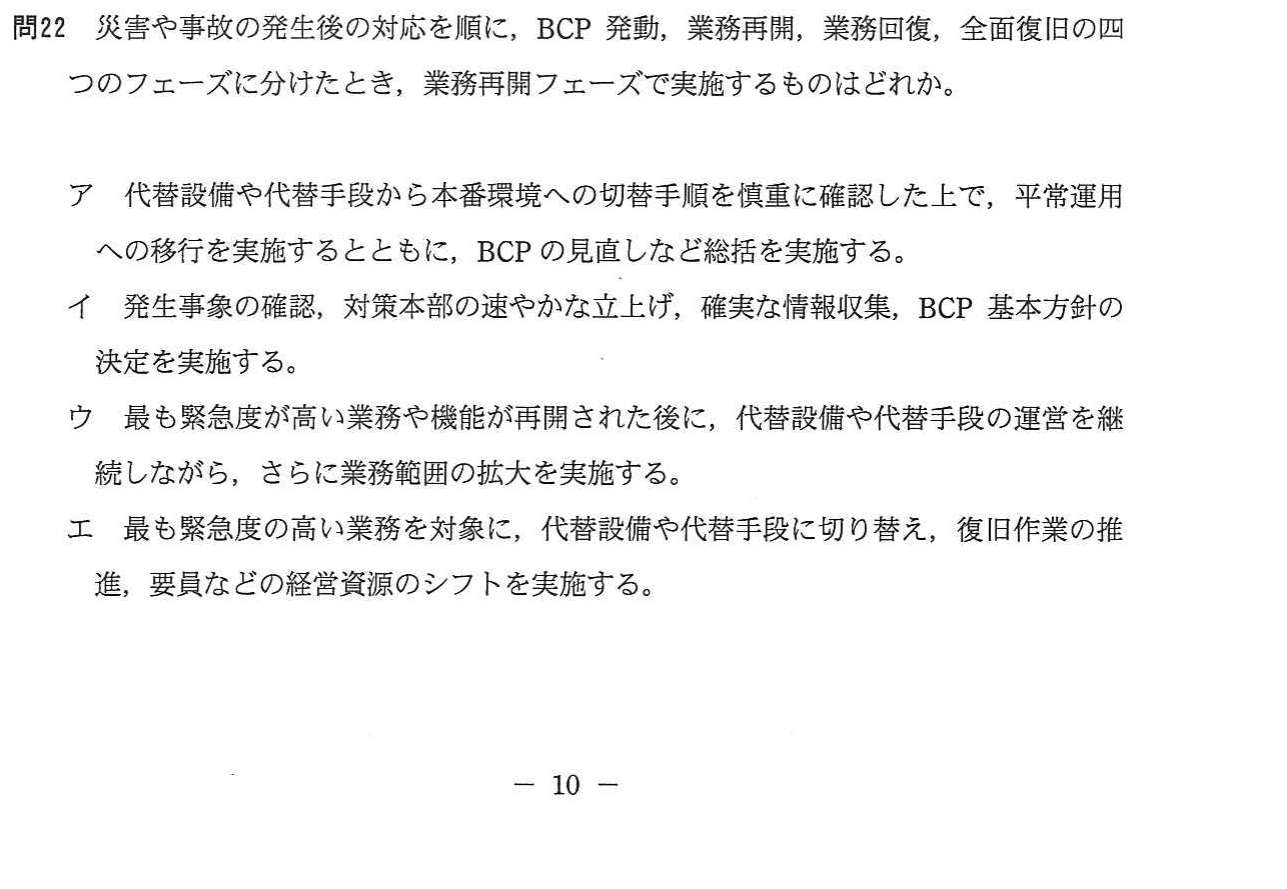 問22 災害や事故の発生後の対応を順に，BCP 発動，業務再開，業務回復，全面復旧の四
つのフェーズに分けたとき，業務再開フェーズで実施するものはどれか。
ア 代替設備や代替手段から本番環境への切替手順を慎重に確認した上で，平常運用
への移行を実施するとともに，BCP の見直しなど総括を実施する。
イ 発生事象の確認，対策本部の速やかな立上げ，確実な情報収集，BCP 基本方針の
決定を実施する。
ウ 最も緊急度が高い業務や機能が再開された後に，代替設備や代替手段の運営を継
続しながら，さらに業務範囲の拡大を実施する。
エ 最も緊急度の高い業務を対象に，代替設備や代替手段に切り替え，復旧作業の推
進，要員などの経営資源のシフトを実施する。
－ 10 －